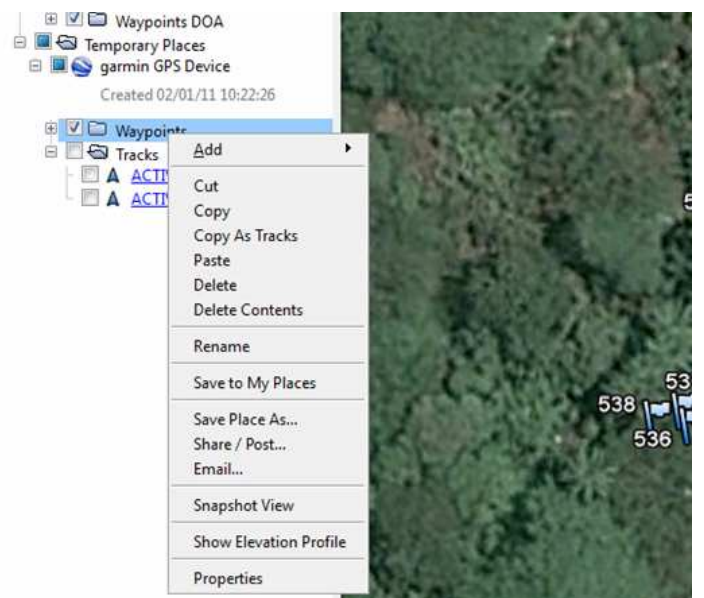 Waypoints DOA
Temporary Places
garmin GPS Device
Created 02/01/11 10:22:26
Waypoints
Tracks
Add
Cut
Copy
Copy As Tracks
Paste
Delete
Delete Contents
Rename
Save to My Places
Save Place As...
Share / Post...
Email...
Snapshot View
Show Elevation Profile
Properties
538
536